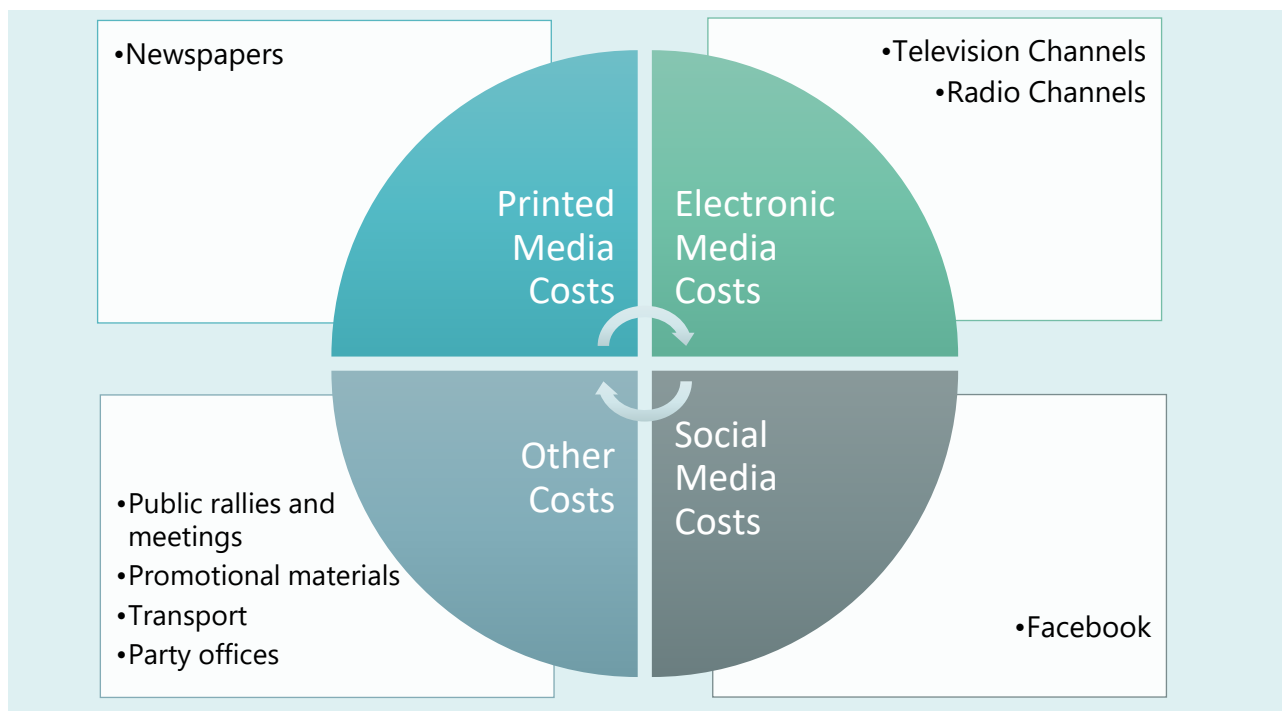 •Newspapers
•Television Channels
•Radio Channels
Printed
Media
Costs
Electronic
Media
Costs
Other
Costs
Social
Media
Costs
•Public rallies and
meetings
•Promotional materials
•Transport
•Party offices
•Facebook